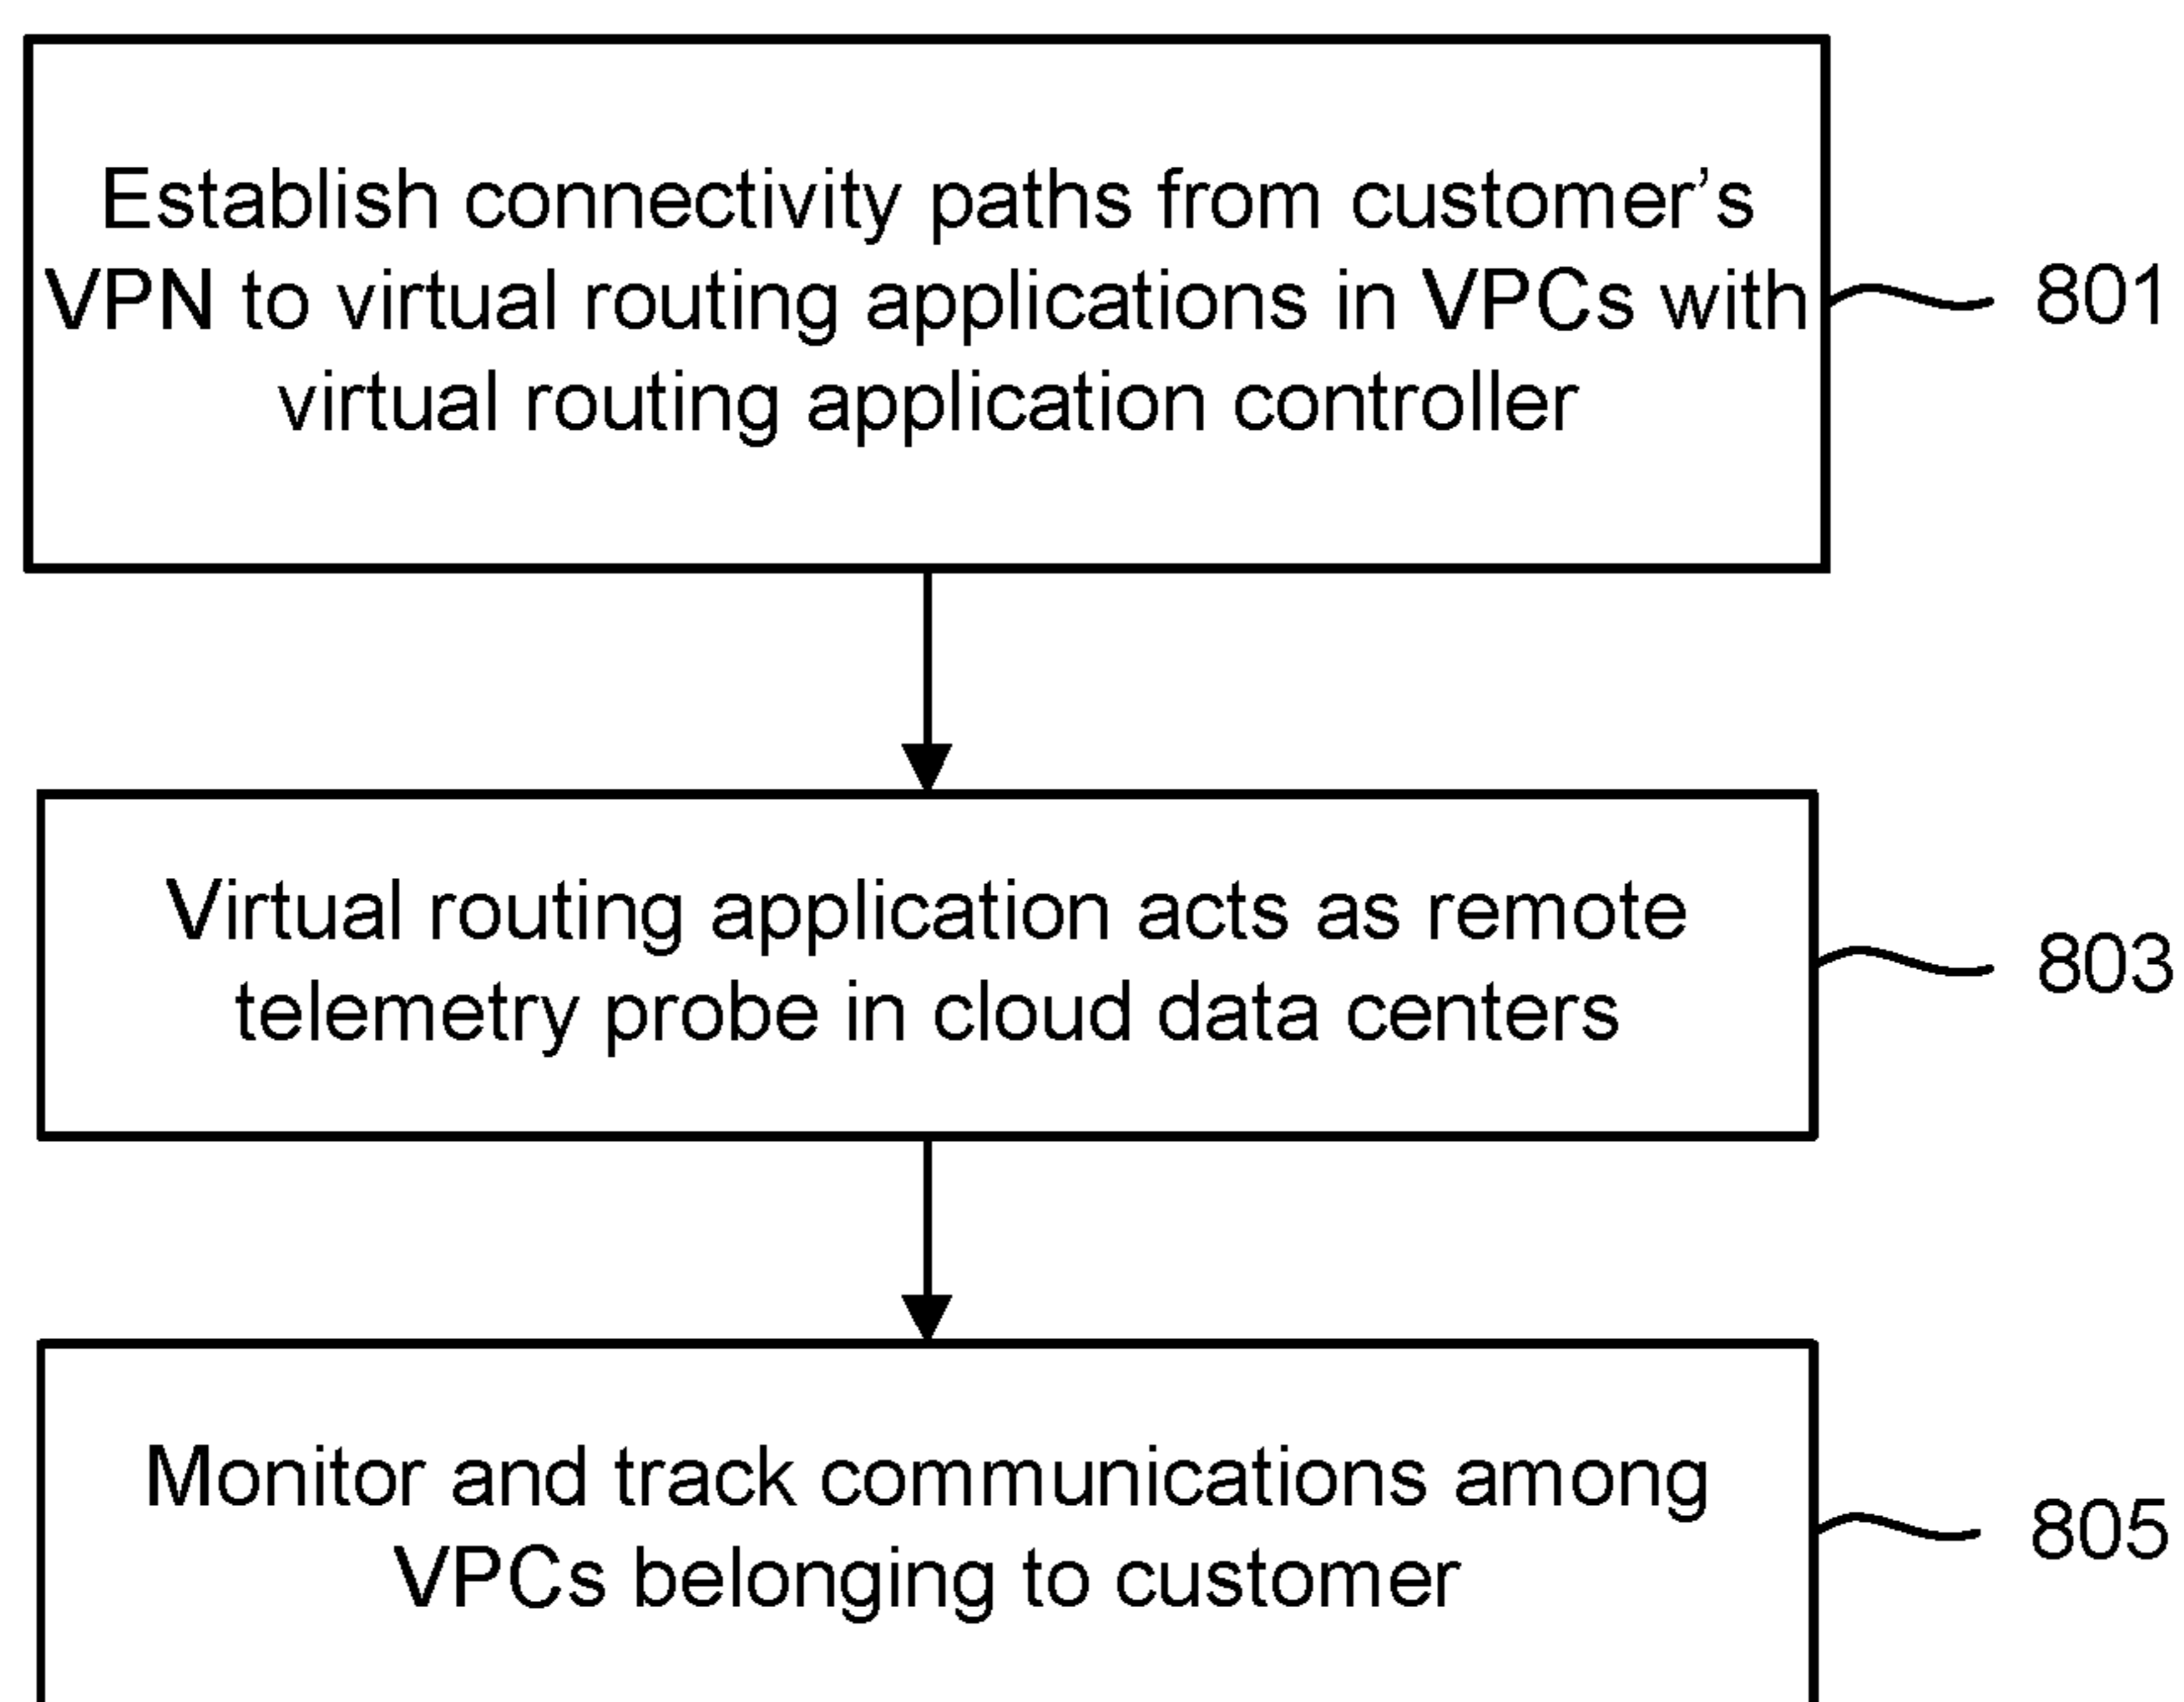 Establish connectivity paths from customer’s
VPN to virtual routing applications in VPCs with
virtual routing application controller
801
Virtual routing application acts as remote
telemetry probe in cloud data centers
803
Monitor and track communications among
VPCs belonging to customer
805